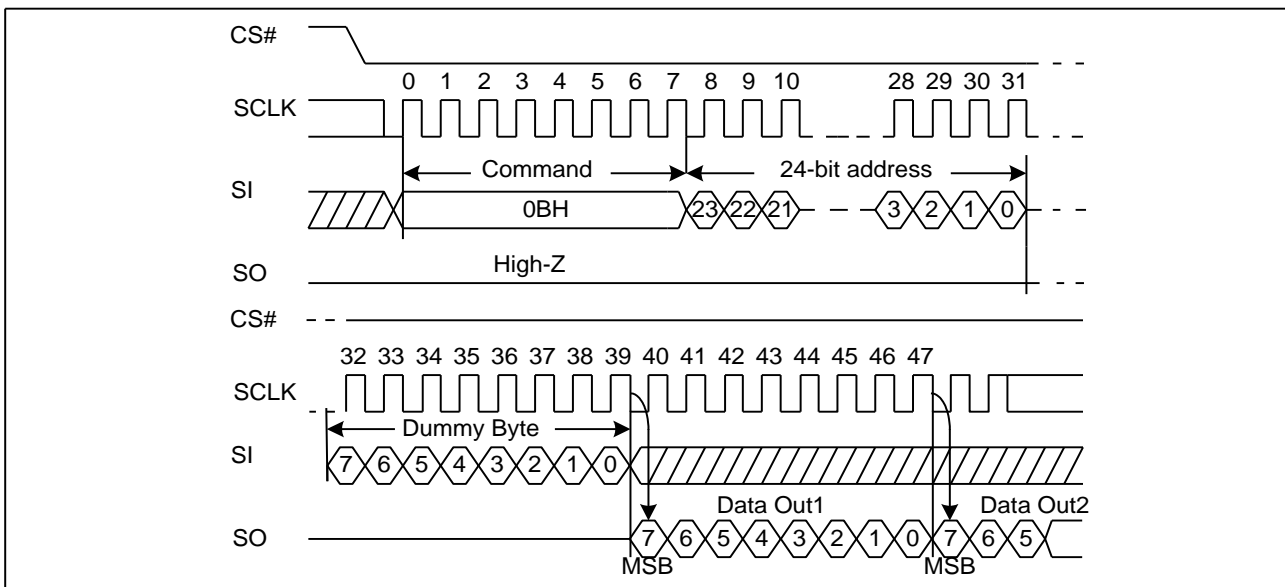 CS#
0 1 2 3 4 5 6 7 8 9 10 28 29 30 31
SCLK
Command 24-bit address
SI
0BH 23 22 21 3 2 1 0
High-Z
SO
CS#
32 33 34 35 36 37 38 39 40 41 42 43 44 45 46 47
SCLK
Dummy Byte
SI
7 6 5 4 3 2 1 0
Data Out1 Data Out2
SO
7 6 5 4 3 2 1 0 7 6 5
MSB MSB